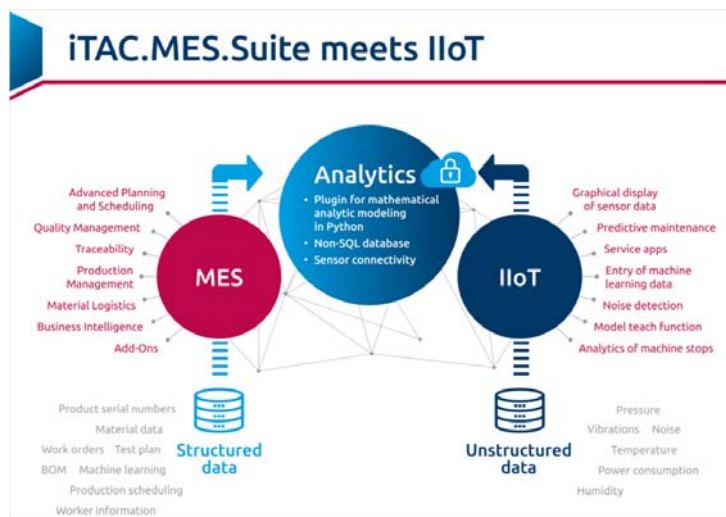 iTAC.MES.Suite meets IIoT
Advanced Planning
and Scheduling
Quality Management
Traceability
Production
Management
Material Logistics
Business Intelligence
Add-Ons
MES
Analytics
• Plugin for mathematical
analytic modeling
in Python
• Non-SQL database
• Sensor connectivity
IIoT
Graphical display
of sensor data
Predictive maintenance
Service apps
Entry of machine
learning data
Noise detection
Model teach function
Analytics of machine stops
Product serial numbers
Material data
Work orders Test plan
BOM Machine learning
Production scheduling
Worker information
Structured
data
Unstructured
data
Pressure
Vibrations Noise
Temperature
Power consumption
Humidity